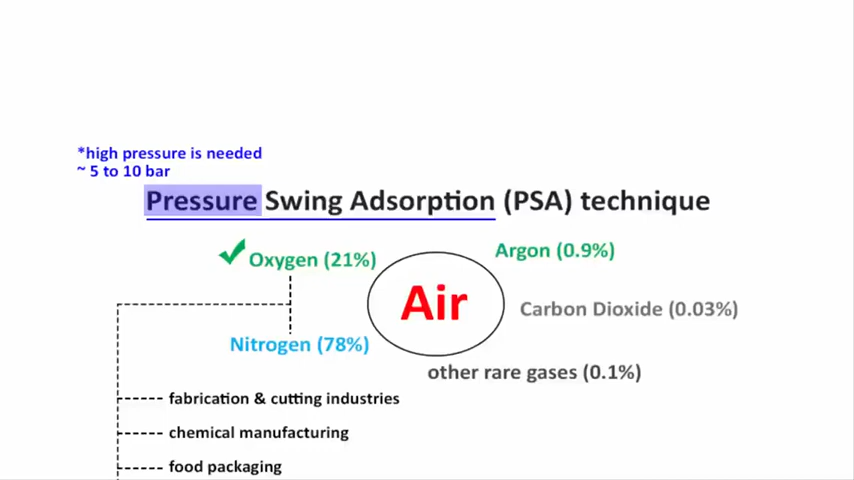 *high pressure is needed
~ 5 to 10 bar
Pressure Swing Adsorption (PSA) technique
Oxygen (21%)
Argon (0.9%)
Air
Carbon Dioxide (0.03%)
Nitrogen (78%)
other rare gases (0.1%)
fabrication & cutting industries
chemical manufacturing
food packaging